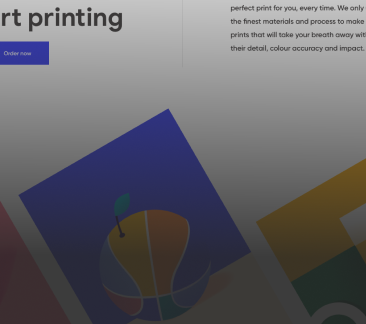 rt printing
Order now
perfect print for you, every time. We only
the finest materials and process to make
prints that will take your breath away wit
their detail, colour accuracy and impact.